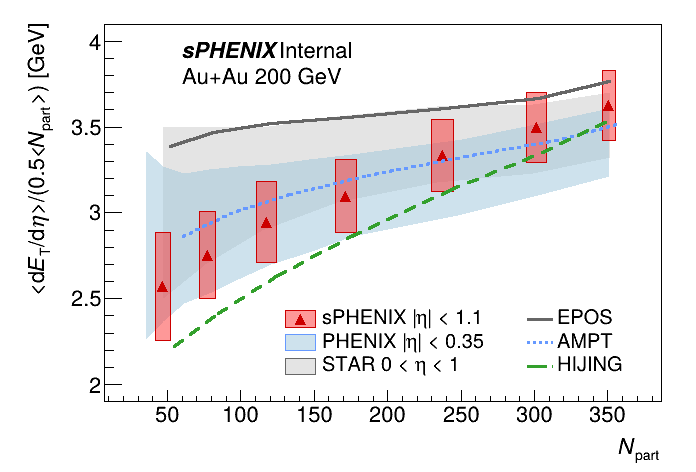 <dE_T/dη>/(0.5<N_part>) [GeV]
4
3.5
3
2.5
2
sPHENIX Internal
Au+Au 200 GeV
sPHENIX |η| < 1.1
PHENIX |η| < 0.35
STAR 0 < η < 1
EPOS
AMPT
HIJING
50 100 150 200 250 300 350
N_part